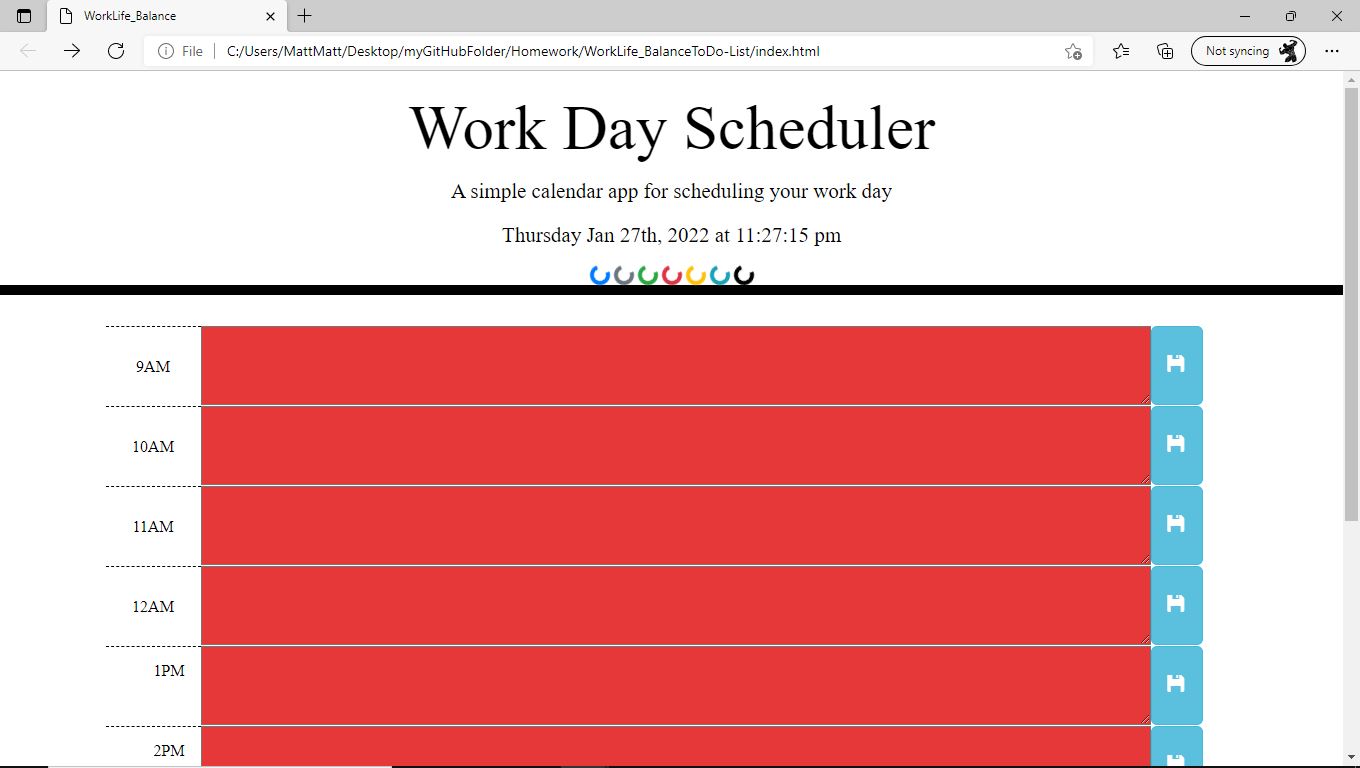 WorkLife_Balance
File
C:/Users/MattMatt/Desktop/myGitHubFolder/Homework/WorkLife_BalanceToDo-List/index.html
Not syncing
Work Day Scheduler
A simple calendar app for scheduling your work day
Thursday Jan 27th, 2022 at 11:27:15 pm
9AM
10AM
11AM
12AM
1PM
2PM